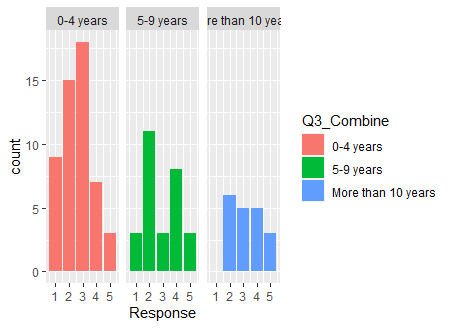 0-4 years 5-9 years re than 10 yea
15
10
5
0
count
1 2 3 4 5 1 2 3 4 5 1 2 3 4 5
Response
Q3_Combine
0-4 years
5-9 years
More than 10 years